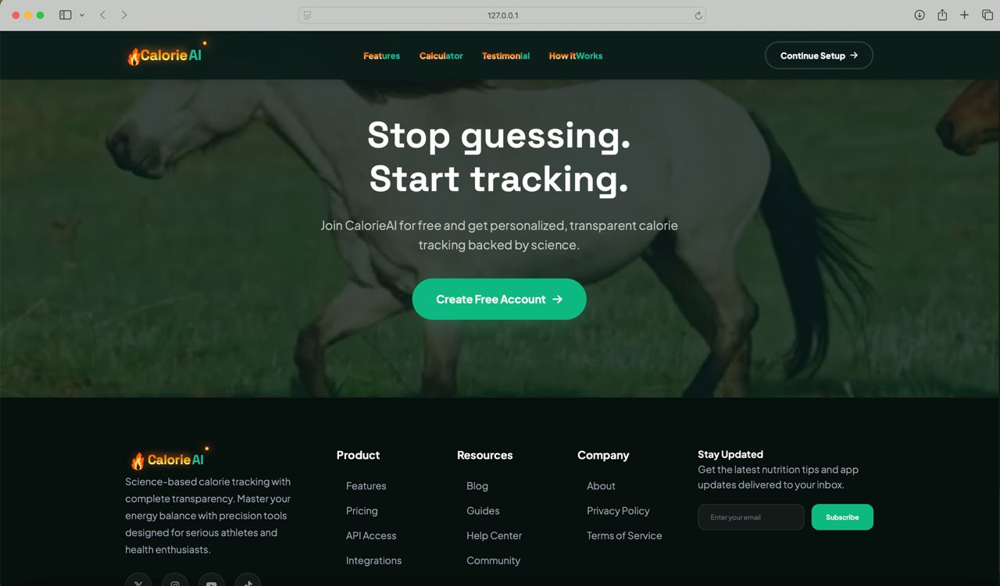 127.0.0.1
CalorieAI
Features
Calculator
Testimonial
How itWorks
Continue Setup →
Stop guessing.
Start tracking.
Join CalorieAI for free and get personalized, transparent calorie
tracking backed by science.
Create Free Account →
CalorieAI
Science-based calorie tracking with
complete transparency. Master your
energy balance with precision tools
designed for serious athletes and
health enthusiasts.
Product
Features
Pricing
API Access
Integrations
Resources
Blog
Guides
Help Center
Community
Company
About
Privacy Policy
Terms of Service
Stay Updated
Get the latest nutrition tips and app
updates delivered to your inbox.
Enter your email
Subscribe